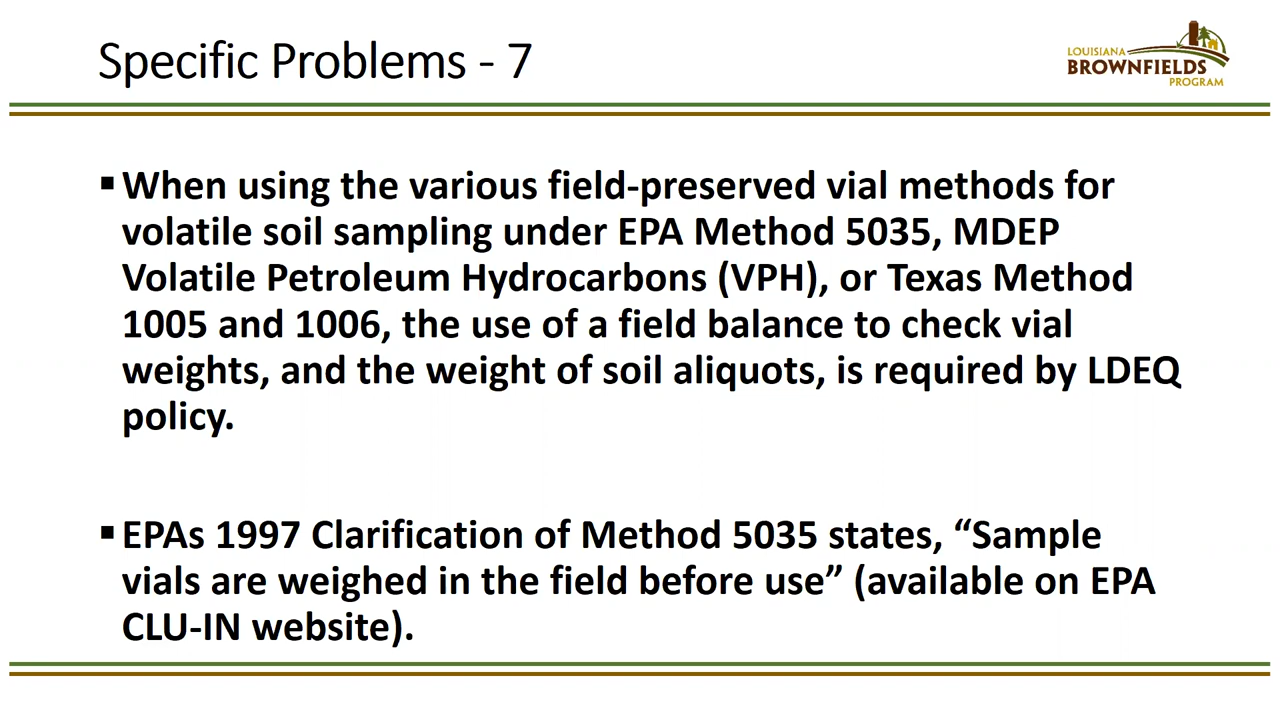 Specific Problems - 7
LOUISIANA
BROWNFIELDS
PROGRAM
▪ When using the various field-preserved vial methods for
volatile soil sampling under EPA Method 5035, MDEP
Volatile Petroleum Hydrocarbons (VPH), or Texas Method
1005 and 1006, the use of a field balance to check vial
weights, and the weight of soil aliquots, is required by LDEQ
policy.
▪ EPAs 1997 Clarification of Method 5035 states, “Sample
vials are weighed in the field before use” (available on EPA
CLU-IN website).